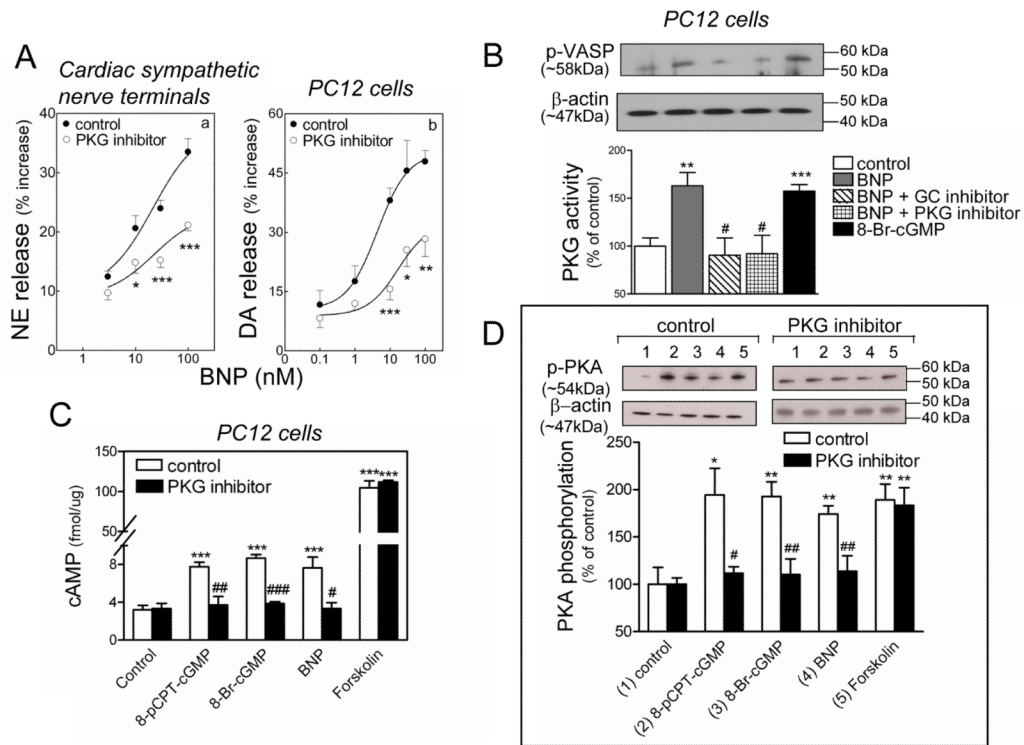 A
Cardiac sympathetic
nerve terminals
PC12 cells
NE release (% increase)
40
30
20
10
0
a
control
PKG inhibitor
*
***
***
1
10
100
DA release (% increase)
60
45
30
15
0
b
control
PKG inhibitor
***
*
**
0
0.1
1
10
100
BNP (nM)
B
PC12 cells
p-VASP
(~58kDa)
60 kDa
50 kDa
β-actin
(~47kDa)
50 kDa
40 kDa
PKG activity
(% of control)
200
150
100
50
**
#
#
***
control
BNP
BNP + GC inhibitor
BNP + PKG inhibitor
8-Br-cGMP
C
PC12 cells
cAMP (fmol/ug)
150
100
50
8
4
0
control
PKG inhibitor
***
##
***
###
***
#
***
***
Control
8-pCPT-cGMP
8-Br-cGMP
BNP
Forskolin
D
control
PKG inhibitor
1 2 3 4 5
1 2 3 4 5
p-PKA
(~54kDa)
60 kDa
50 kDa
β-actin
(~47kDa)
50 kDa
40 kDa
PKA phosphorylation
(% of control)
250
200
150
100
50
control
PKG inhibitor
*
#
**
##
**
##
**
**
(1) control
(2) 8-pCPT-cGMP
(3) 8-Br-cGMP
(4) BNP
(5) Forskolin